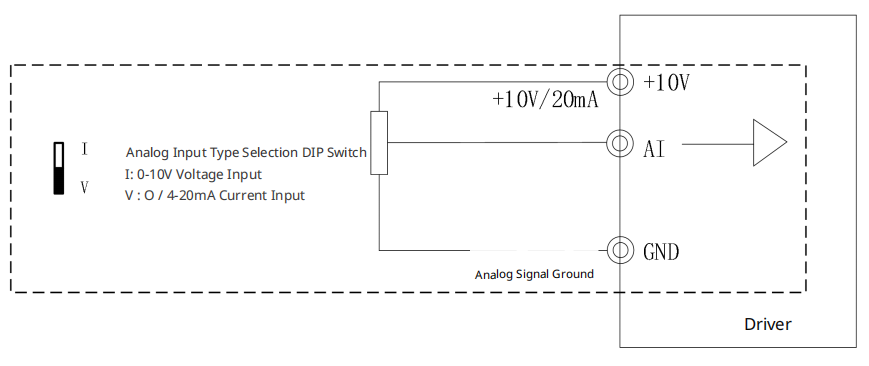 +10V
+10V/20mA
AI
I
V
Analog Input Type Selection DIP Switch
I: 0-10V Voltage Input
V : O / 4-20mA Current Input
GND
Analog Signal Ground
Driver